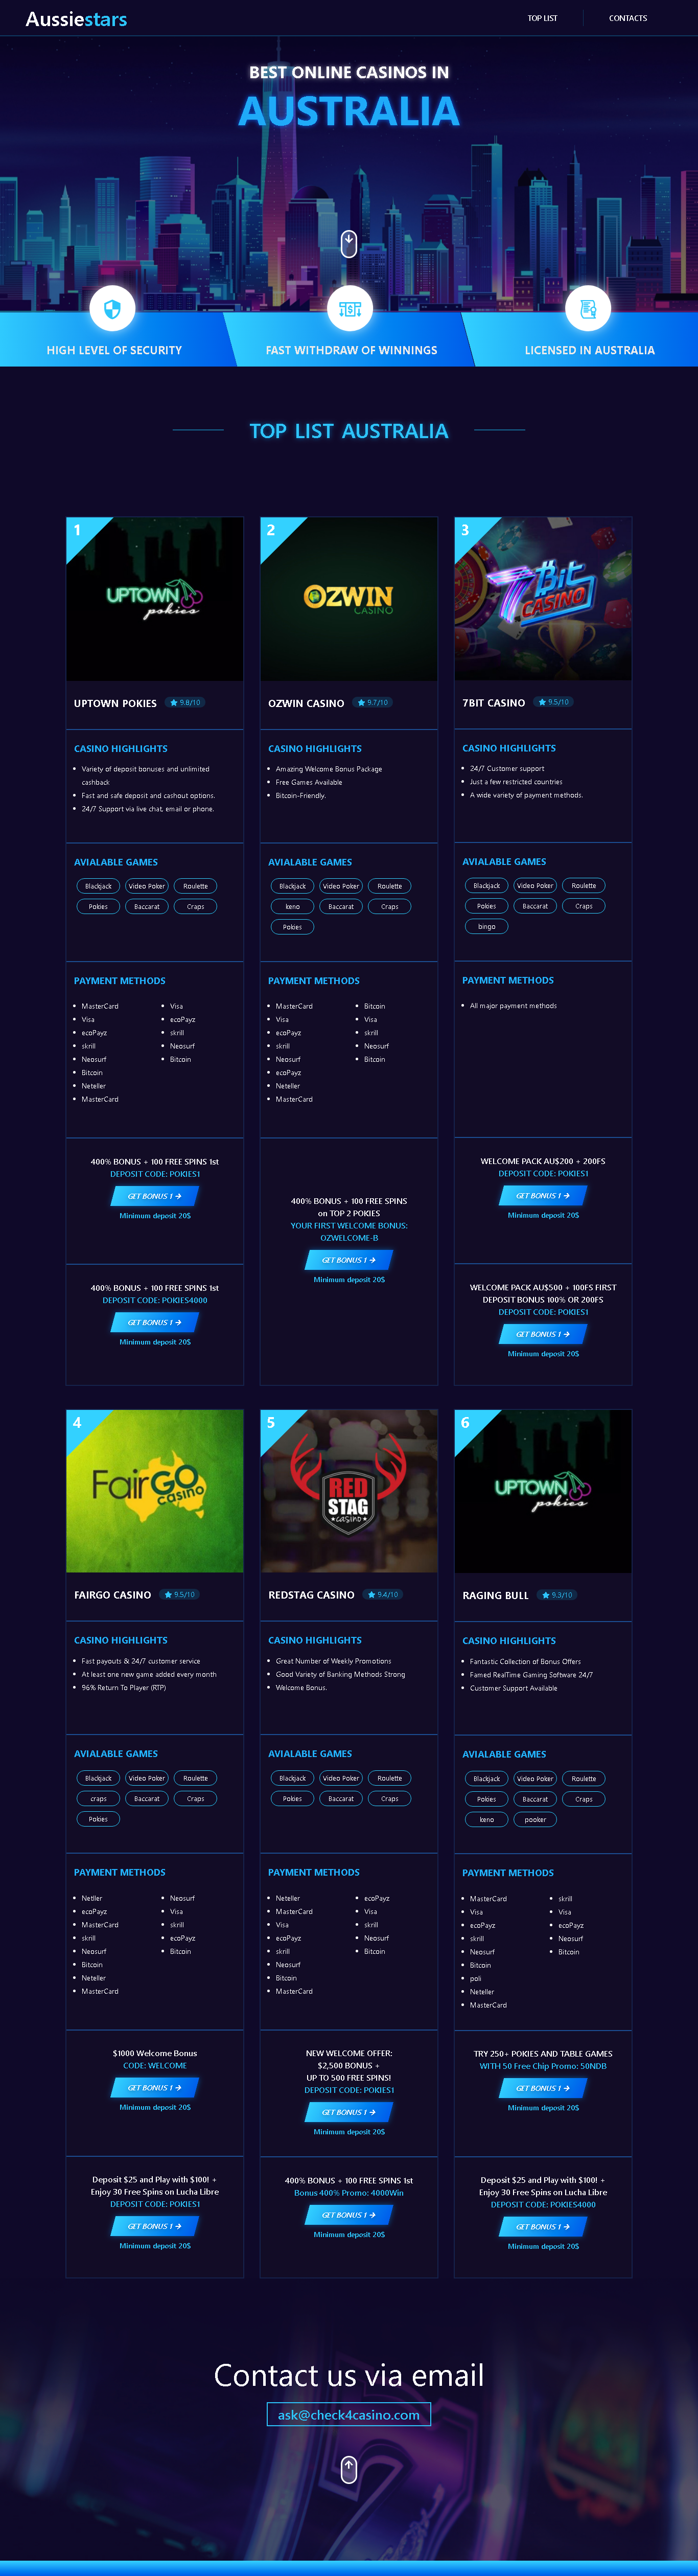 Aussiestars
TOP LIST
CONTACTS
BEST ONLINE CASINOS IN
AUSTRALIA
HIGH LEVEL OF SECURITY
FAST WITHDRAW OF WINNINGS
LICENSED IN AUSTRALIA
TOP LIST AUSTRALIA
1
UPTOWN
pokies
UPTOWN POKIES
9.8/10
CASINO HIGHLIGHTS
Variety of deposit bonuses and unlimited
cashback
Fast and safe deposit and cashout options.
24/7 Support via live chat, email or phone.
AVIALABLE GAMES
Blackjack
Video Poker
Roulette
Pokies
Baccarat
Craps
PAYMENT METHODS
MasterCard
Visa
ecoPayz
skrill
Neosurf
Bitcoin
Neteller
MasterCard
Visa
ecoPayz
skrill
Neosurf
Bitcoin
400% BONUS + 100 FREE SPINS 1st
DEPOSIT CODE: POKIES1
GET BONUS 1 →
Minimum deposit 20$
400% BONUS + 100 FREE SPINS 1st
DEPOSIT CODE: POKIES4000
GET BONUS 1 →
Minimum deposit 20$
2
OZWIN
CASINO
OZWIN CASINO
9.7/10
CASINO HIGHLIGHTS
Amazing Welcome Bonus Package
Free Games Available
Bitcoin-Friendly.
AVIALABLE GAMES
Blackjack
Video Poker
Roulette
keno
Baccarat
Craps
Pokies
PAYMENT METHODS
MasterCard
Visa
ecoPayz
skrill
Neosurf
ecoPayz
Neteller
MasterCard
Bitcoin
Visa
skrill
Neosurf
Bitcoin
400% BONUS + 100 FREE SPINS
on TOP 2 POKIES
YOUR FIRST WELCOME BONUS:
OZWELCOME-B
GET BONUS 1 →
Minimum deposit 20$
3
7Bit
CASINO
7BIT CASINO
9.5/10
CASINO HIGHLIGHTS
24/7 Customer support
Just a few restricted countries
A wide variety of payment methods.
AVIALABLE GAMES
Blackjack
Video Poker
Roulette
Pokies
Baccarat
Craps
bingo
PAYMENT METHODS
All major payment methods
WELCOME PACK AU$200 + 200FS
DEPOSIT CODE: POKIES1
GET BONUS 1 →
Minimum deposit 20$
WELCOME PACK AU$500 + 100FS FIRST
DEPOSIT BONUS 100% OR 200FS
DEPOSIT CODE: POKIES1
GET BONUS 1 →
Minimum deposit 20$
4
FairGO
casino
FAIRGO CASINO
9.5/10
CASINO HIGHLIGHTS
Fast payouts & 24/7 customer service
At least one new game added every month
96% Return To Player (RTP)
AVIALABLE GAMES
Blackjack
Video Poker
Roulette
craps
Baccarat
Craps
Pokies
PAYMENT METHODS
Netller
ecoPayz
MasterCard
skrill
Neosurf
Bitcoin
Neteller
MasterCard
Neosurf
Visa
skrill
ecoPayz
Bitcoin
$1000 Welcome Bonus
CODE: WELCOME
GET BONUS 1 →
Minimum deposit 20$
Deposit $25 and Play with $100! +
Enjoy 30 Free Spins on Lucha Libre
DEPOSIT CODE: POKIES1
GET BONUS 1 →
Minimum deposit 20$
5
RED
STAG
casino
REDSTAG CASINO
9.4/10
CASINO HIGHLIGHTS
Great Number of Weekly Promotions
Good Variety of Banking Methods Strong
Welcome Bonus.
AVIALABLE GAMES
Blackjack
Video Poker
Roulette
Pokies
Baccarat
Craps
PAYMENT METHODS
Neteller
MasterCard
Visa
ecoPayz
skrill
Neosurf
Bitcoin
MasterCard
ecoPayz
Visa
skrill
Neosurf
Bitcoin
NEW WELCOME OFFER:
$2,500 BONUS +
UP TO 500 FREE SPINS!
DEPOSIT CODE: POKIES1
GET BONUS 1 →
Minimum deposit 20$
400% BONUS + 100 FREE SPINS 1st
Bonus 400% Promo: 4000Win
GET BONUS 1 →
Minimum deposit 20$
6
UPTOWN
pokies
RAGING BULL
9.3/10
CASINO HIGHLIGHTS
Fantastic Collection of Bonus Offers
Famed RealTime Gaming Software 24/7
Customer Support Available
AVIALABLE GAMES
Blackjack
Video Poker
Roulette
Pokies
Baccarat
Craps
keno
pooker
PAYMENT METHODS
MasterCard
Visa
ecoPayz
skrill
Neosurf
Bitcoin
poli
Neteller
MasterCard
skrill
Visa
ecoPayz
Neosurf
Bitcoin
TRY 250+ POKIES AND TABLE GAMES
WITH 50 Free Chip Promo: 50NDB
GET BONUS 1 →
Minimum deposit 20$
Deposit $25 and Play with $100! +
Enjoy 30 Free Spins on Lucha Libre
DEPOSIT CODE: POKIES4000
GET BONUS 1 →
Minimum deposit 20$
Contact us via email
ask@check4casino.com